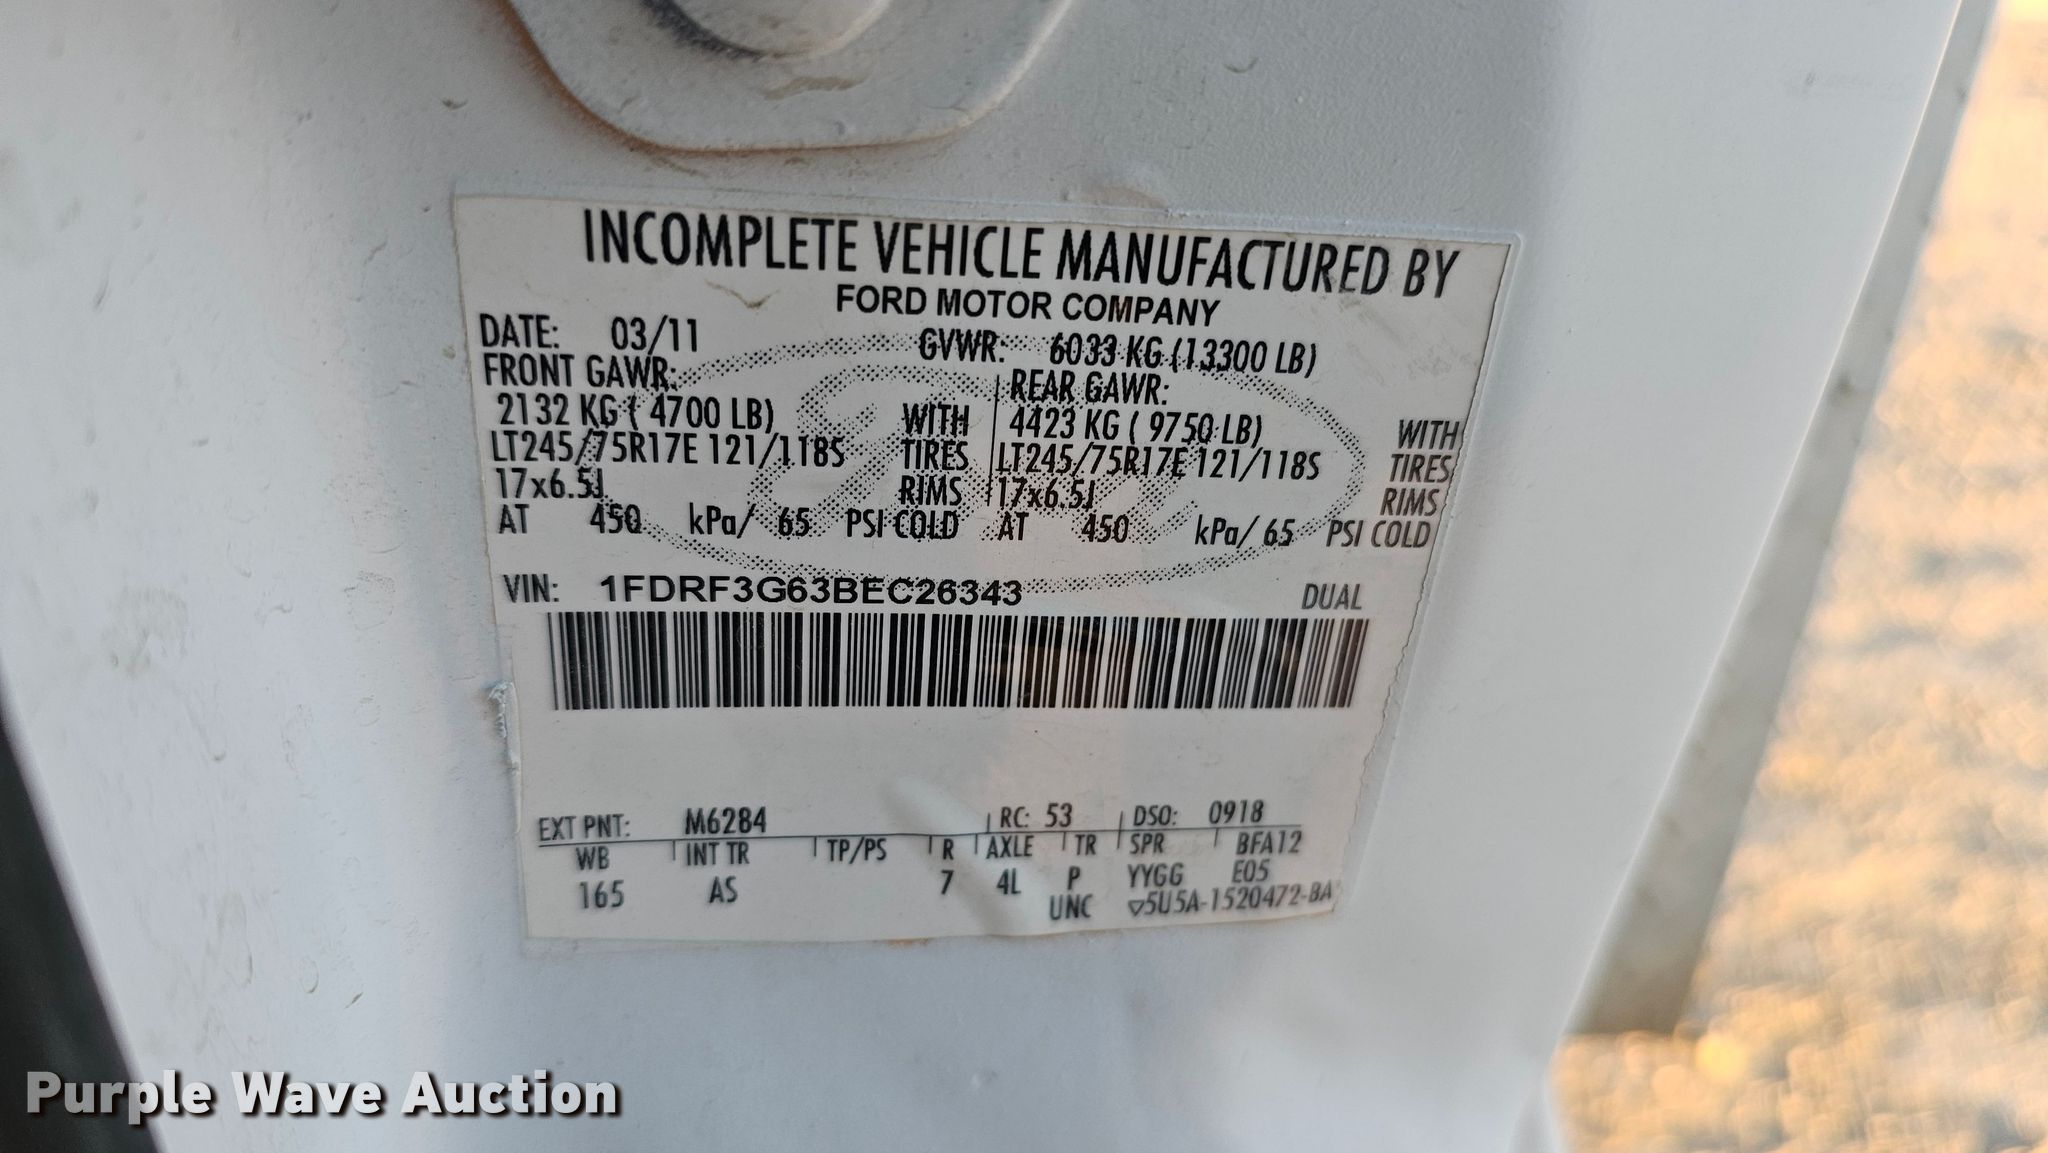 INCOMPLETE VEHICLE MANUFACTURED BY
FORD MOTOR COMPANY
DATE: 03/11 GVWR: 6033 KG (13300 LB)
FRONT GAWR: REAR GAWR:
2132 KG ( 4700 LB) WITH 4423 KG ( 9750 LB) WITH
LT245/75R17E 121/118S TIRES LT245/75R17E 121/118S TIRES
17x6.5J RIMS 17x6.5J RIMS
AT 450 kPa/ 65 PSI COLD AT 450 kPa/ 65 PSI COLD
VIN: 1FDRF3G63BEC26343 DUAL
EXT PNT: M6284 RC: 53 DSO: 0918
WB INT TR TP/PS R AXLE TR SPR BFA12
165 AS 7 4L P YYGG E05
UNC ▽5U5A-1520472-BA
Purple Wave Auction